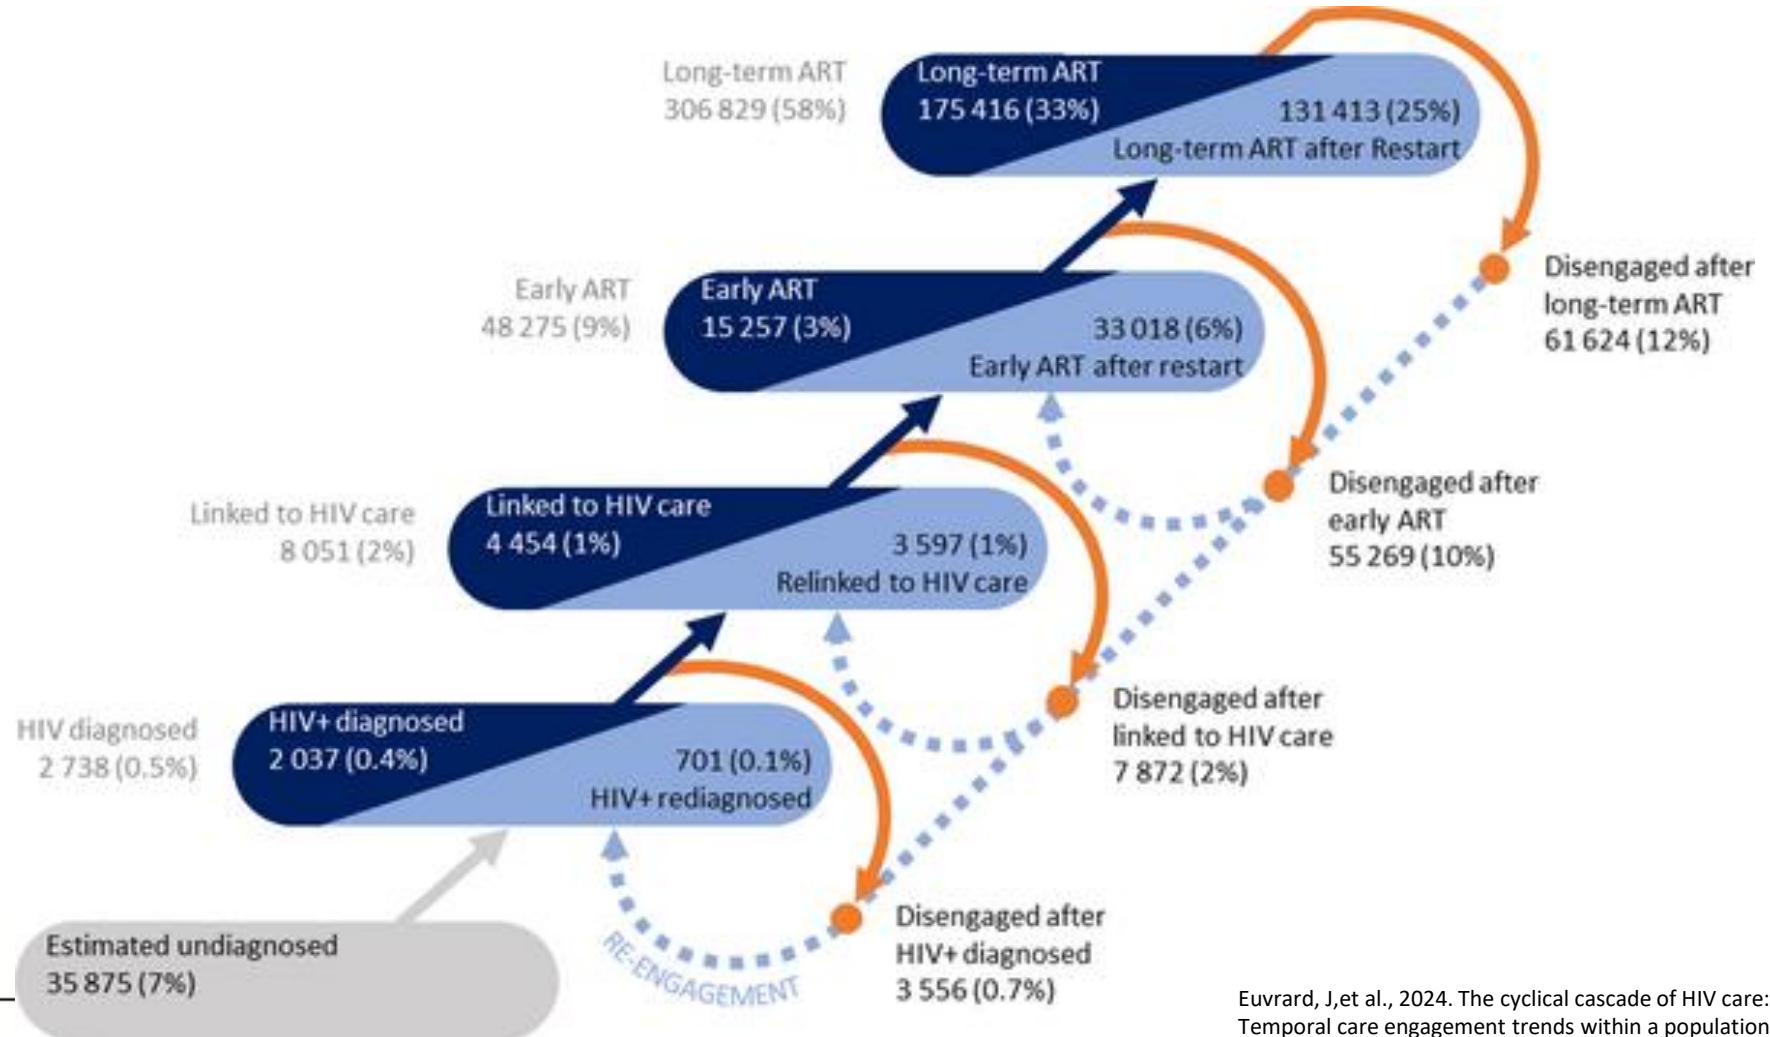 Long-term ART
306 829 (58%)
Long-term ART
175 416 (33%)
131 413 (25%)
Long-term ART after Restart
Disengaged after
long-term ART
61 624 (12%)
Early ART
48 275 (9%)
Early ART
15 257 (3%)
33 018 (6%)
Early ART after restart
Disengaged after
early ART
55 269 (10%)
Linked to HIV care
8 051 (2%)
Linked to HIV care
4 454 (1%)
3 597 (1%)
Relinked to HIV care
Disengaged after
linked to HIV care
7 872 (2%)
HIV diagnosed
2 738 (0.5%)
HIV+ diagnosed
2 037 (0.4%)
701 (0.1%)
HIV+ rediagnosed
Disengaged after
HIV+ diagnosed
3 556 (0.7%)
RE-ENGAGEMENT
Estimated undiagnosed
35 875 (7%)
Euvrard, J,et al., 2024. The cyclical cascade of HIV care:
Temporal care engagement trends within a population